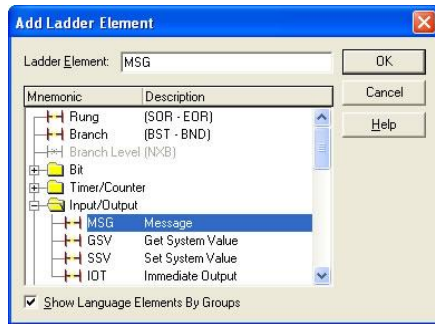 Add Ladder Element
Ladder Element: MSG
OK
Cancel
Help
Mnemonic Description
Rung (SOR - EOR)
Branch (BST - BND)
Branch Level (NXB)
Bit
Timer/Counter
Input/Output
MSG Message
GSV Get System Value
SSV Set System Value
IOT Immediate Output
Show Language Elements By Groups